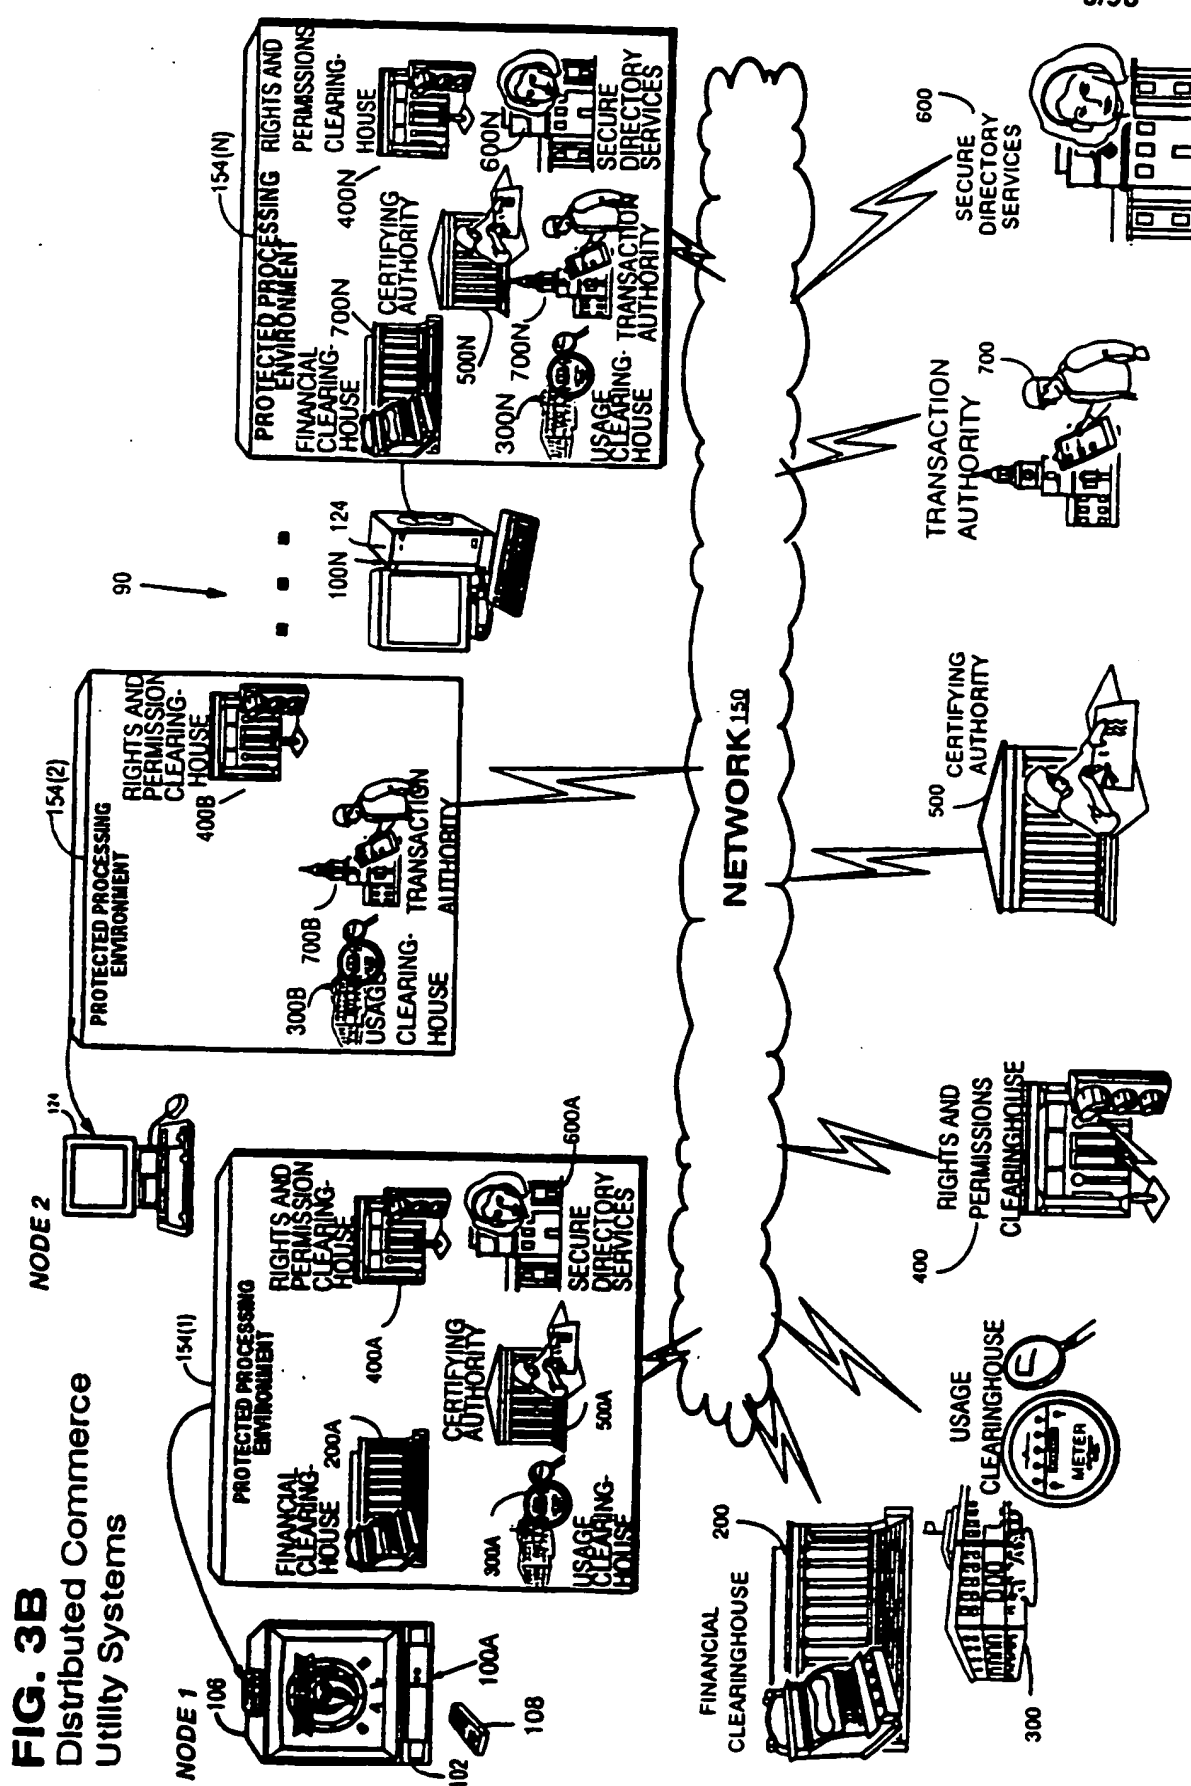 FIG. 3B
Distributed Commerce
Utility Systems
NODE 1
106
102
100A
108
154(1)
PROTECTED PROCESSING
ENVIRONMENT
FINANCIAL
CLEARING-
HOUSE
200A
RIGHTS AND
PERMISSION
CLEARING-
HOUSE
400A
CERTIFYING
AUTHORITY
500A
300A
USAGE
CLEARING-
HOUSE
SECURE
DIRECTORY
SERVICES
600A
NODE 2
124
154(2)
PROTECTED PROCESSING
ENVIRONMENT
RIGHTS AND
PERMISSION
CLEARING-
HOUSE
400B
700B
TRANSACTION
AUTHORITY
300B
USAGE
CLEARING-
HOUSE
90
100N
124
154(N)
PROTECTED PROCESSING
ENVIRONMENT
RIGHTS AND
PERMISSIONS
CLEARING-
HOUSE
400N
FINANCIAL
CLEARING-
HOUSE
700N
CERTIFYING
AUTHORITY
500N
600N
SECURE
DIRECTORY
SERVICES
700N
TRANSACTION
AUTHORITY
300N
USAGE
CLEARING-
HOUSE
NETWORK 150
FINANCIAL
CLEARINGHOUSE
200
USAGE
CLEARINGHOUSE
METER
300
RIGHTS AND
PERMISSIONS
CLEARINGHOUSE
400
500
CERTIFYING
AUTHORITY
TRANSACTION
AUTHORITY
700
600
SECURE
DIRECTORY
SERVICES